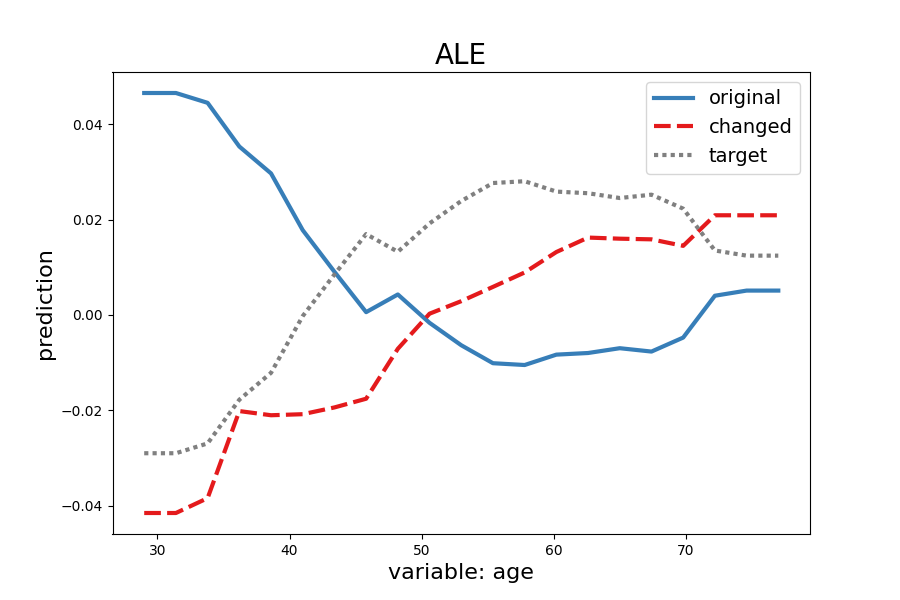 ALE
original
changed
target
0.04
0.02
0.00
−0.02
−0.04
prediction
30 40 50 60 70
variable: age